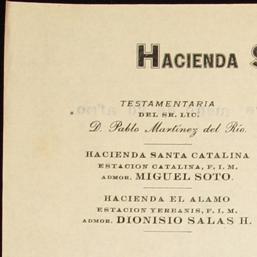 HACIENDA S
TESTAMENTARIA
DEL SR. LIC.
D. Pablo Martínez del Río.
HACIENDA SANTA CATALINA
ESTACION CATALINA, F. I. M.
ADMOR. MIGUEL SOTO.
HACIENDA EL ALAMO
ESTACION YERBANIS, F. I. M.
ADMOR. DIONISIO SALAS H.